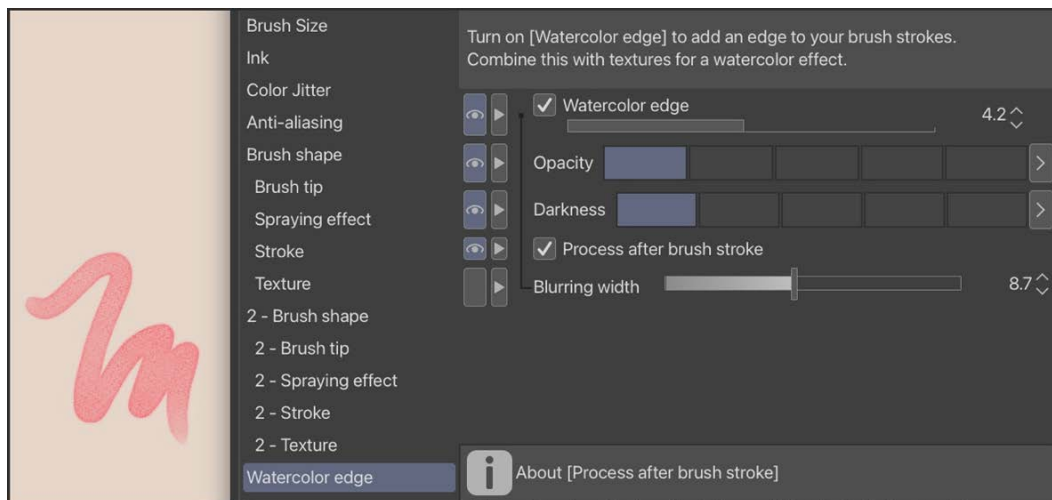 Brush Size
Ink
Color Jitter
Anti-aliasing
Brush shape
Brush tip
Spraying effect
Stroke
Texture
2 - Brush shape
2 - Brush tip
2 - Spraying effect
2 - Stroke
2 - Texture
Watercolor edge
Turn on [Watercolor edge] to add an edge to your brush strokes.
Combine this with textures for a watercolor effect.
Watercolor edge 4.2
Opacity
Darkness
Process after brush stroke
Blurring width 8.7
About [Process after brush stroke]